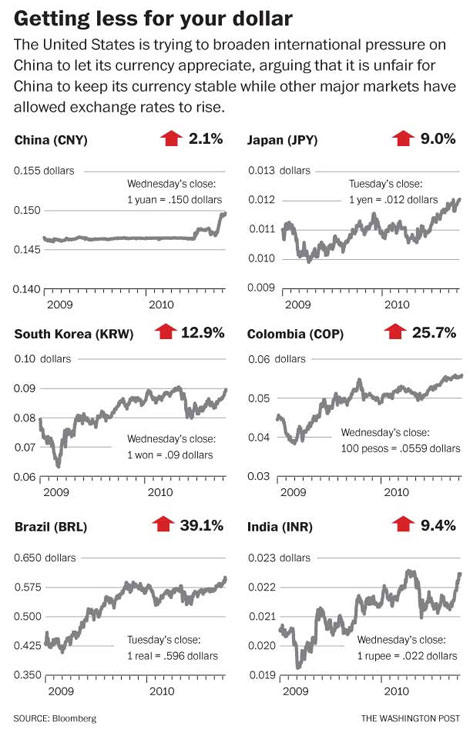 Getting less for your dollar
The United States is trying to broaden international pressure on
China to let its currency appreciate, arguing that it is unfair for
China to keep its currency stable while other major markets have
allowed exchange rates to rise.
China (CNY) 2.1%
0.155 dollars
Wednesday's close:
1 yuan = .150 dollars
0.150
0.145
0.140
2009 2010
Japan (JPY) 9.0%
0.013 dollars
Tuesday's close:
1 yen = .012 dollars
0.012
0.011
0.010
0.009
2009 2010
South Korea (KRW) 12.9%
0.10 dollars
0.09
0.08
0.07
Wednesday's close:
1 won = .09 dollars
0.06
2009 2010
Colombia (COP) 25.7%
0.06 dollars
0.05
0.04
Wednesday's close:
100 pesos = .0559 dollars
0.03
2009 2010
Brazil (BRL) 39.1%
0.650 dollars
0.575
0.500
0.425
Tuesday's close:
1 real = .596 dollars
0.350
2009 2010
India (INR) 9.4%
0.023 dollars
0.022
0.021
0.020
Wednesday's close:
1 rupee = .022 dollars
0.019
2009 2010
SOURCE: Bloomberg
THE WASHINGTON POST